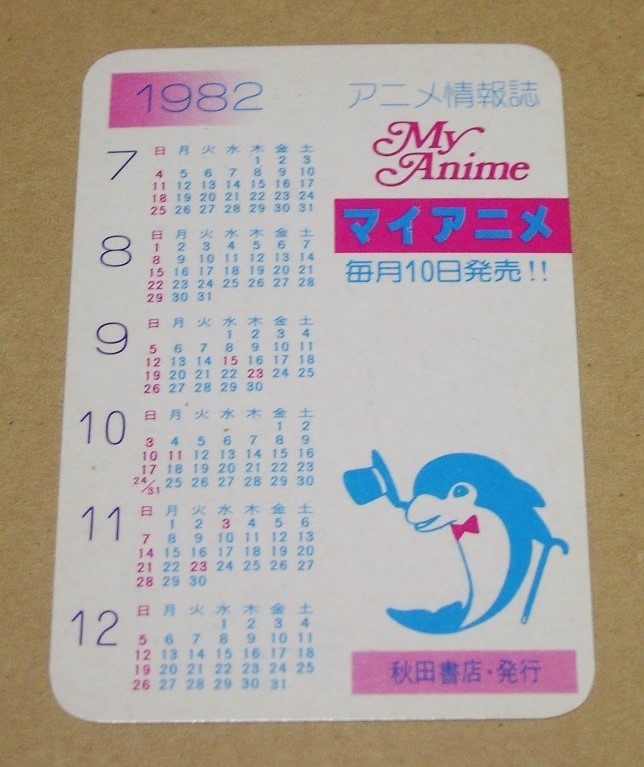 1982
7
日 月 火 水 木 金 土
1 2 3
4 5 6 7 8 9 10
11 12 13 14 15 16 17
18 19 20 21 22 23 24
25 26 27 28 29 30 31
8
日 月 火 水 木 金 土
1 2 3 4 5 6 7
8 9 10 11 12 13 14
15 16 17 18 19 20 21
22 23 24 25 26 27 28
29 30 31
9
日 月 火 水 木 金 土
1 2 3 4
5 6 7 8 9 10 11
12 13 14 15 16 17 18
19 20 21 22 23 24 25
26 27 28 29 30
10
日 月 火 水 木 金 土
1 2
3 4 5 6 7 8 9
10 11 12 13 14 15 16
17 18 19 20 21 22 23
24/31 25 26 27 28 29 30
11
日 月 火 水 木 金 土
1 2 3 4 5 6
7 8 9 10 11 12 13
14 15 16 17 18 19 20
21 22 23 24 25 26 27
28 29 30
12
日 月 火 水 木 金 土
1 2 3 4
5 6 7 8 9 10 11
12 13 14 15 16 17 18
19 20 21 22 23 24 25
26 27 28 29 30 31
アニメ情報誌
My
Anime
マイアニメ
毎月10日発売!!
秋田書店・発行